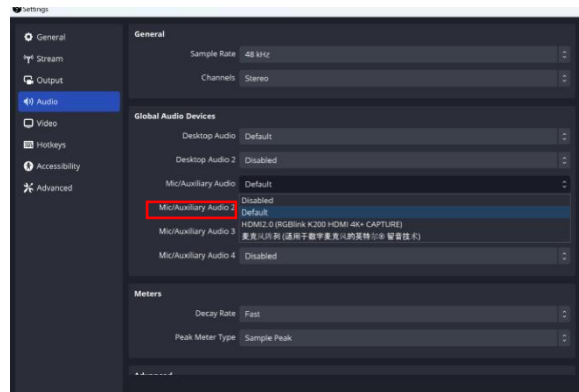 Settings
General
General
Sample Rate 48 kHz
Stream
Output
Channels Stereo
Audio
Video
Global Audio Devices
Hotkeys
Desktop Audio Default
Accessibility
Desktop Audio 2 Disabled
Advanced
Mic/Auxiliary Audio Default
Disabled
Mic/Auxiliary Audio 2
Default
HDMI2.0 (RGBlink K200 HDMI 4K+ CAPTURE)
Mic/Auxiliary Audio 3
麦克风阵列 (适用于数字麦克风的英特尔® 智音技术)
Mic/Auxiliary Audio 4 Disabled
Meters
Decay Rate Fast
Peak Meter Type Sample Peak